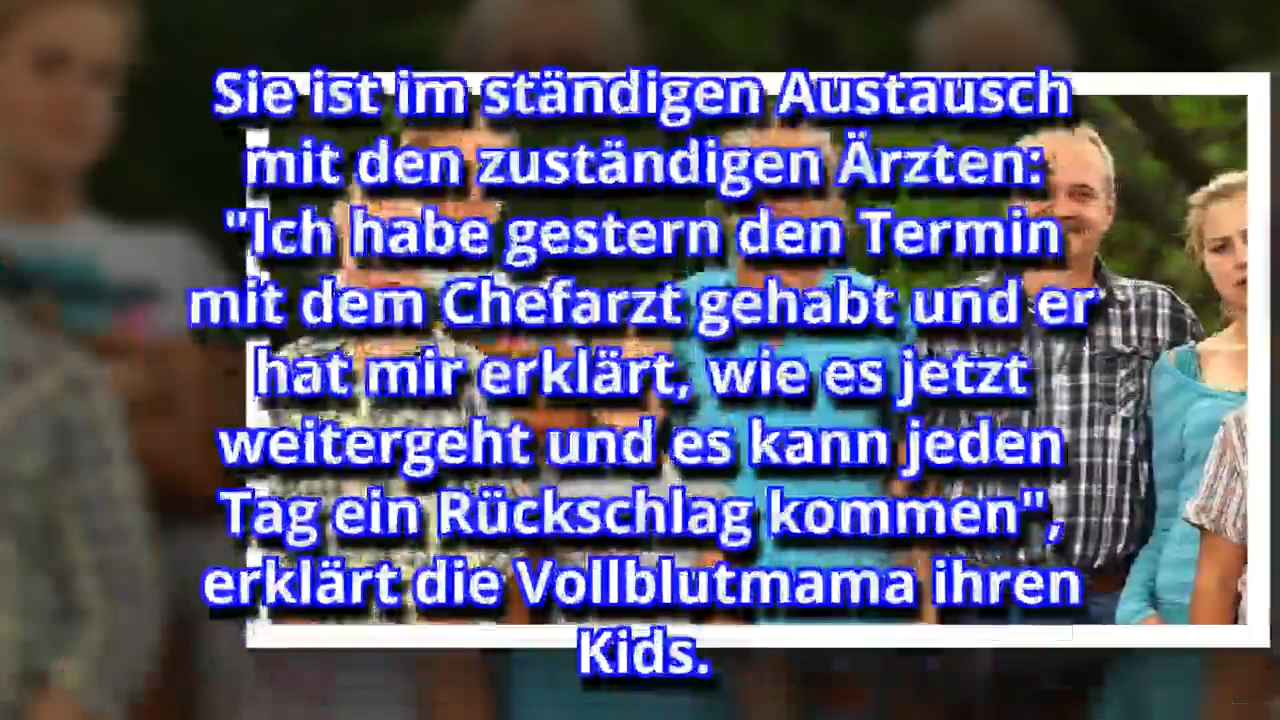 Sie ist im ständigen Austausch
mit den zuständigen Ärzten:
"Ich habe gestern den Termin
mit dem Chefarzt gehabt und er
hat mir erklärt, wie es jetzt
weitergeht und es kann jeden
Tag ein Rückschlag kommen",
erklärt die Vollblutmama ihren
Kids.